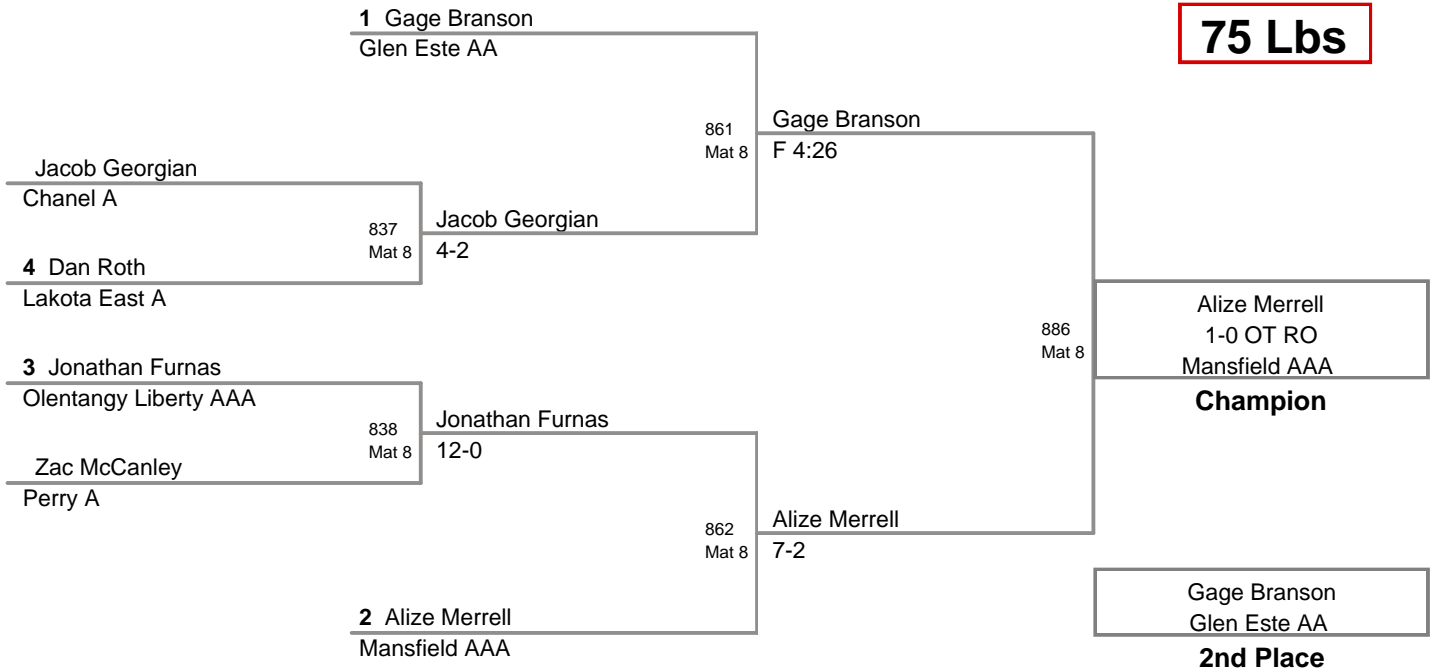 1 Gage Branson
Glen Este AA
75 Lbs
861
Mat 8
Gage Branson
F 4:26
Jacob Georgian
Chanel A
837
Mat 8
Jacob Georgian
4-2
4 Dan Roth
Lakota East A
886
Mat 8
Alize Merrell
1-0 OT RO
Mansfield AAA
Champion
3 Jonathan Furnas
Olentangy Liberty AAA
838
Mat 8
Jonathan Furnas
12-0
Zac McCanley
Perry A
862
Mat 8
Alize Merrell
7-2
2 Alize Merrell
Mansfield AAA
Gage Branson
Glen Este AA
2nd Place